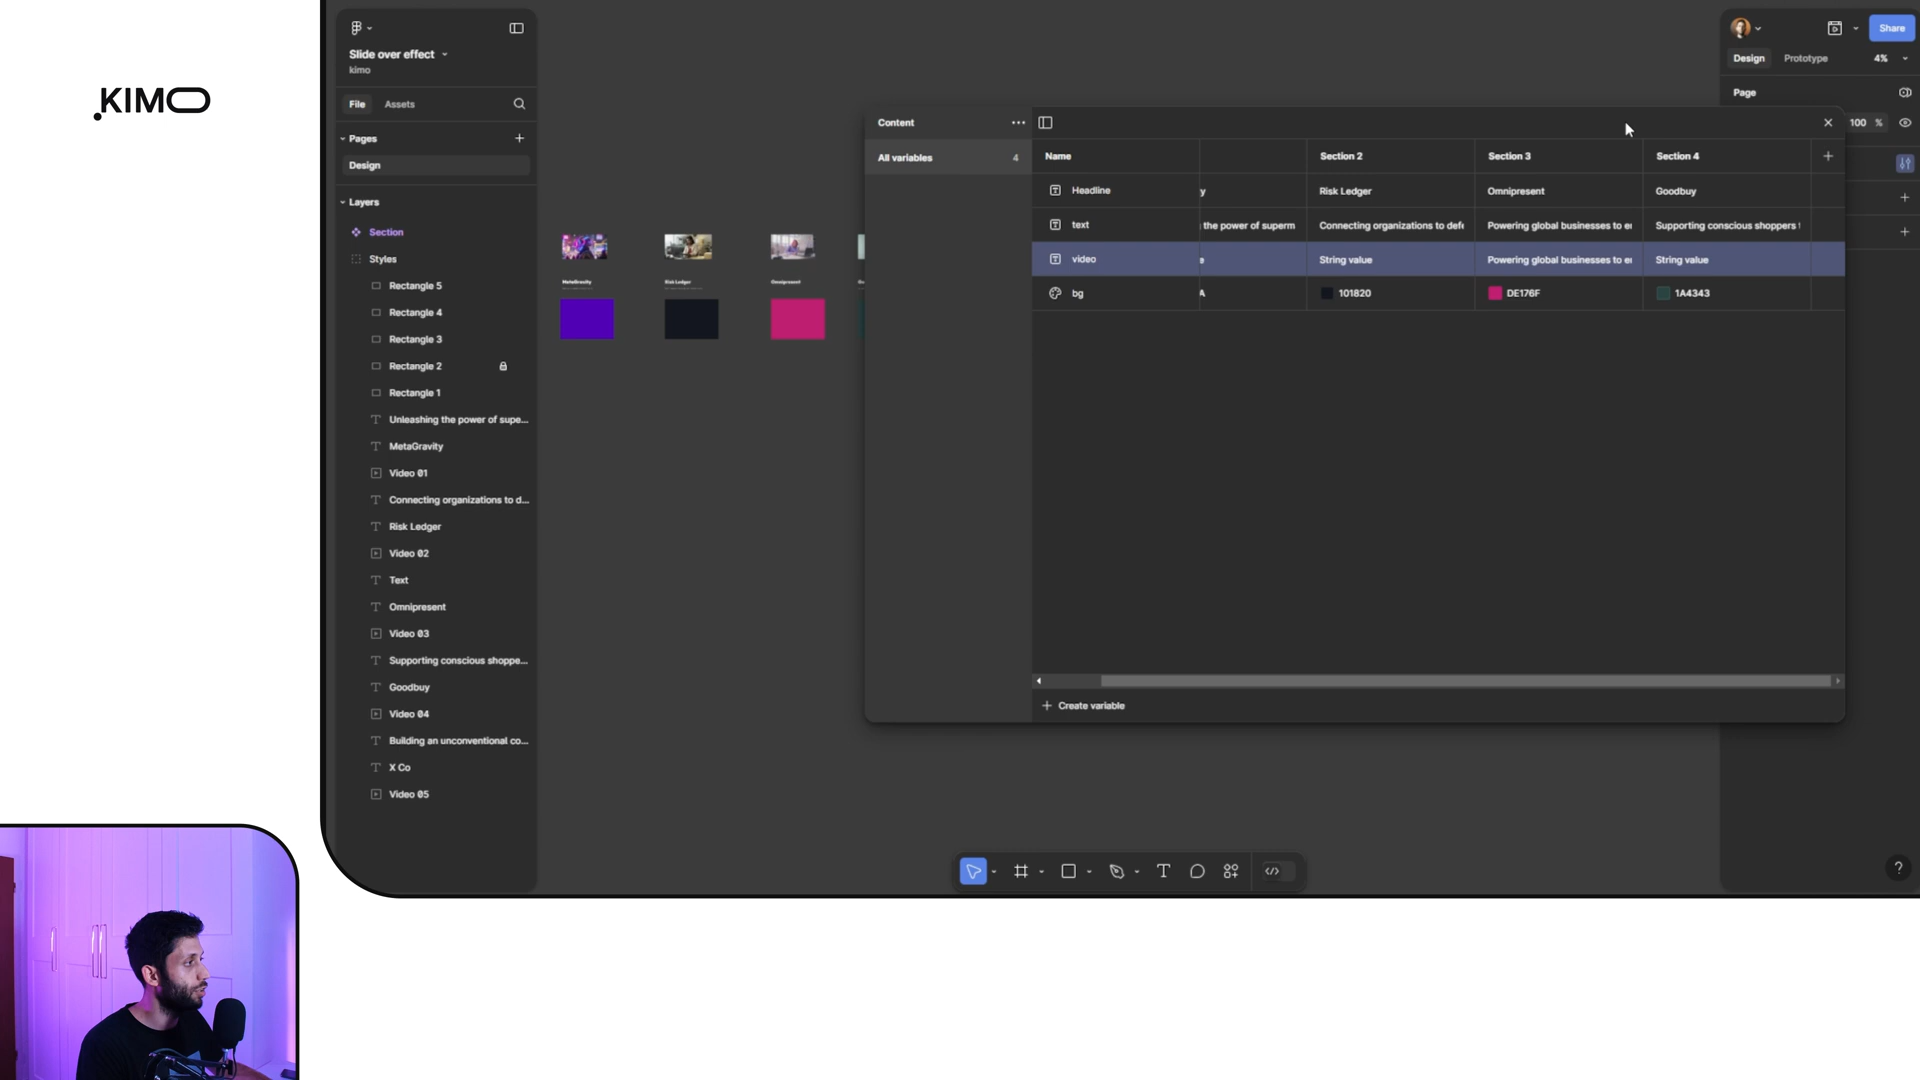 .KIMO
Slide over effect
kimo
File
Assets
Pages
Design
Layers
Section
Styles
Rectangle 5
Rectangle 4
Rectangle 3
Rectangle 2
Rectangle 1
Unleashing the power of supe...
MetaGravity
Video 01
Connecting organizations to d...
Risk Ledger
Video 02
Text
Omnipresent
Video 03
Supporting conscious shoppe...
Goodbuy
Video 04
Building an unconventional co...
X Co
Video 05
MetaGravity
Risk Ledger
Omnipresent
Content
All variables 4
Name Section 2 Section 3 Section 4
Headline y Risk Ledger Omnipresent Goodbuy
text the power of superm Connecting organizations to defe Powering global businesses to e Supporting conscious shoppers
video e String value Powering global businesses to e String value
bg A 101820 DE176F 1A4343
Create variable
Share
Design Prototype 4%
Page
100 %
?